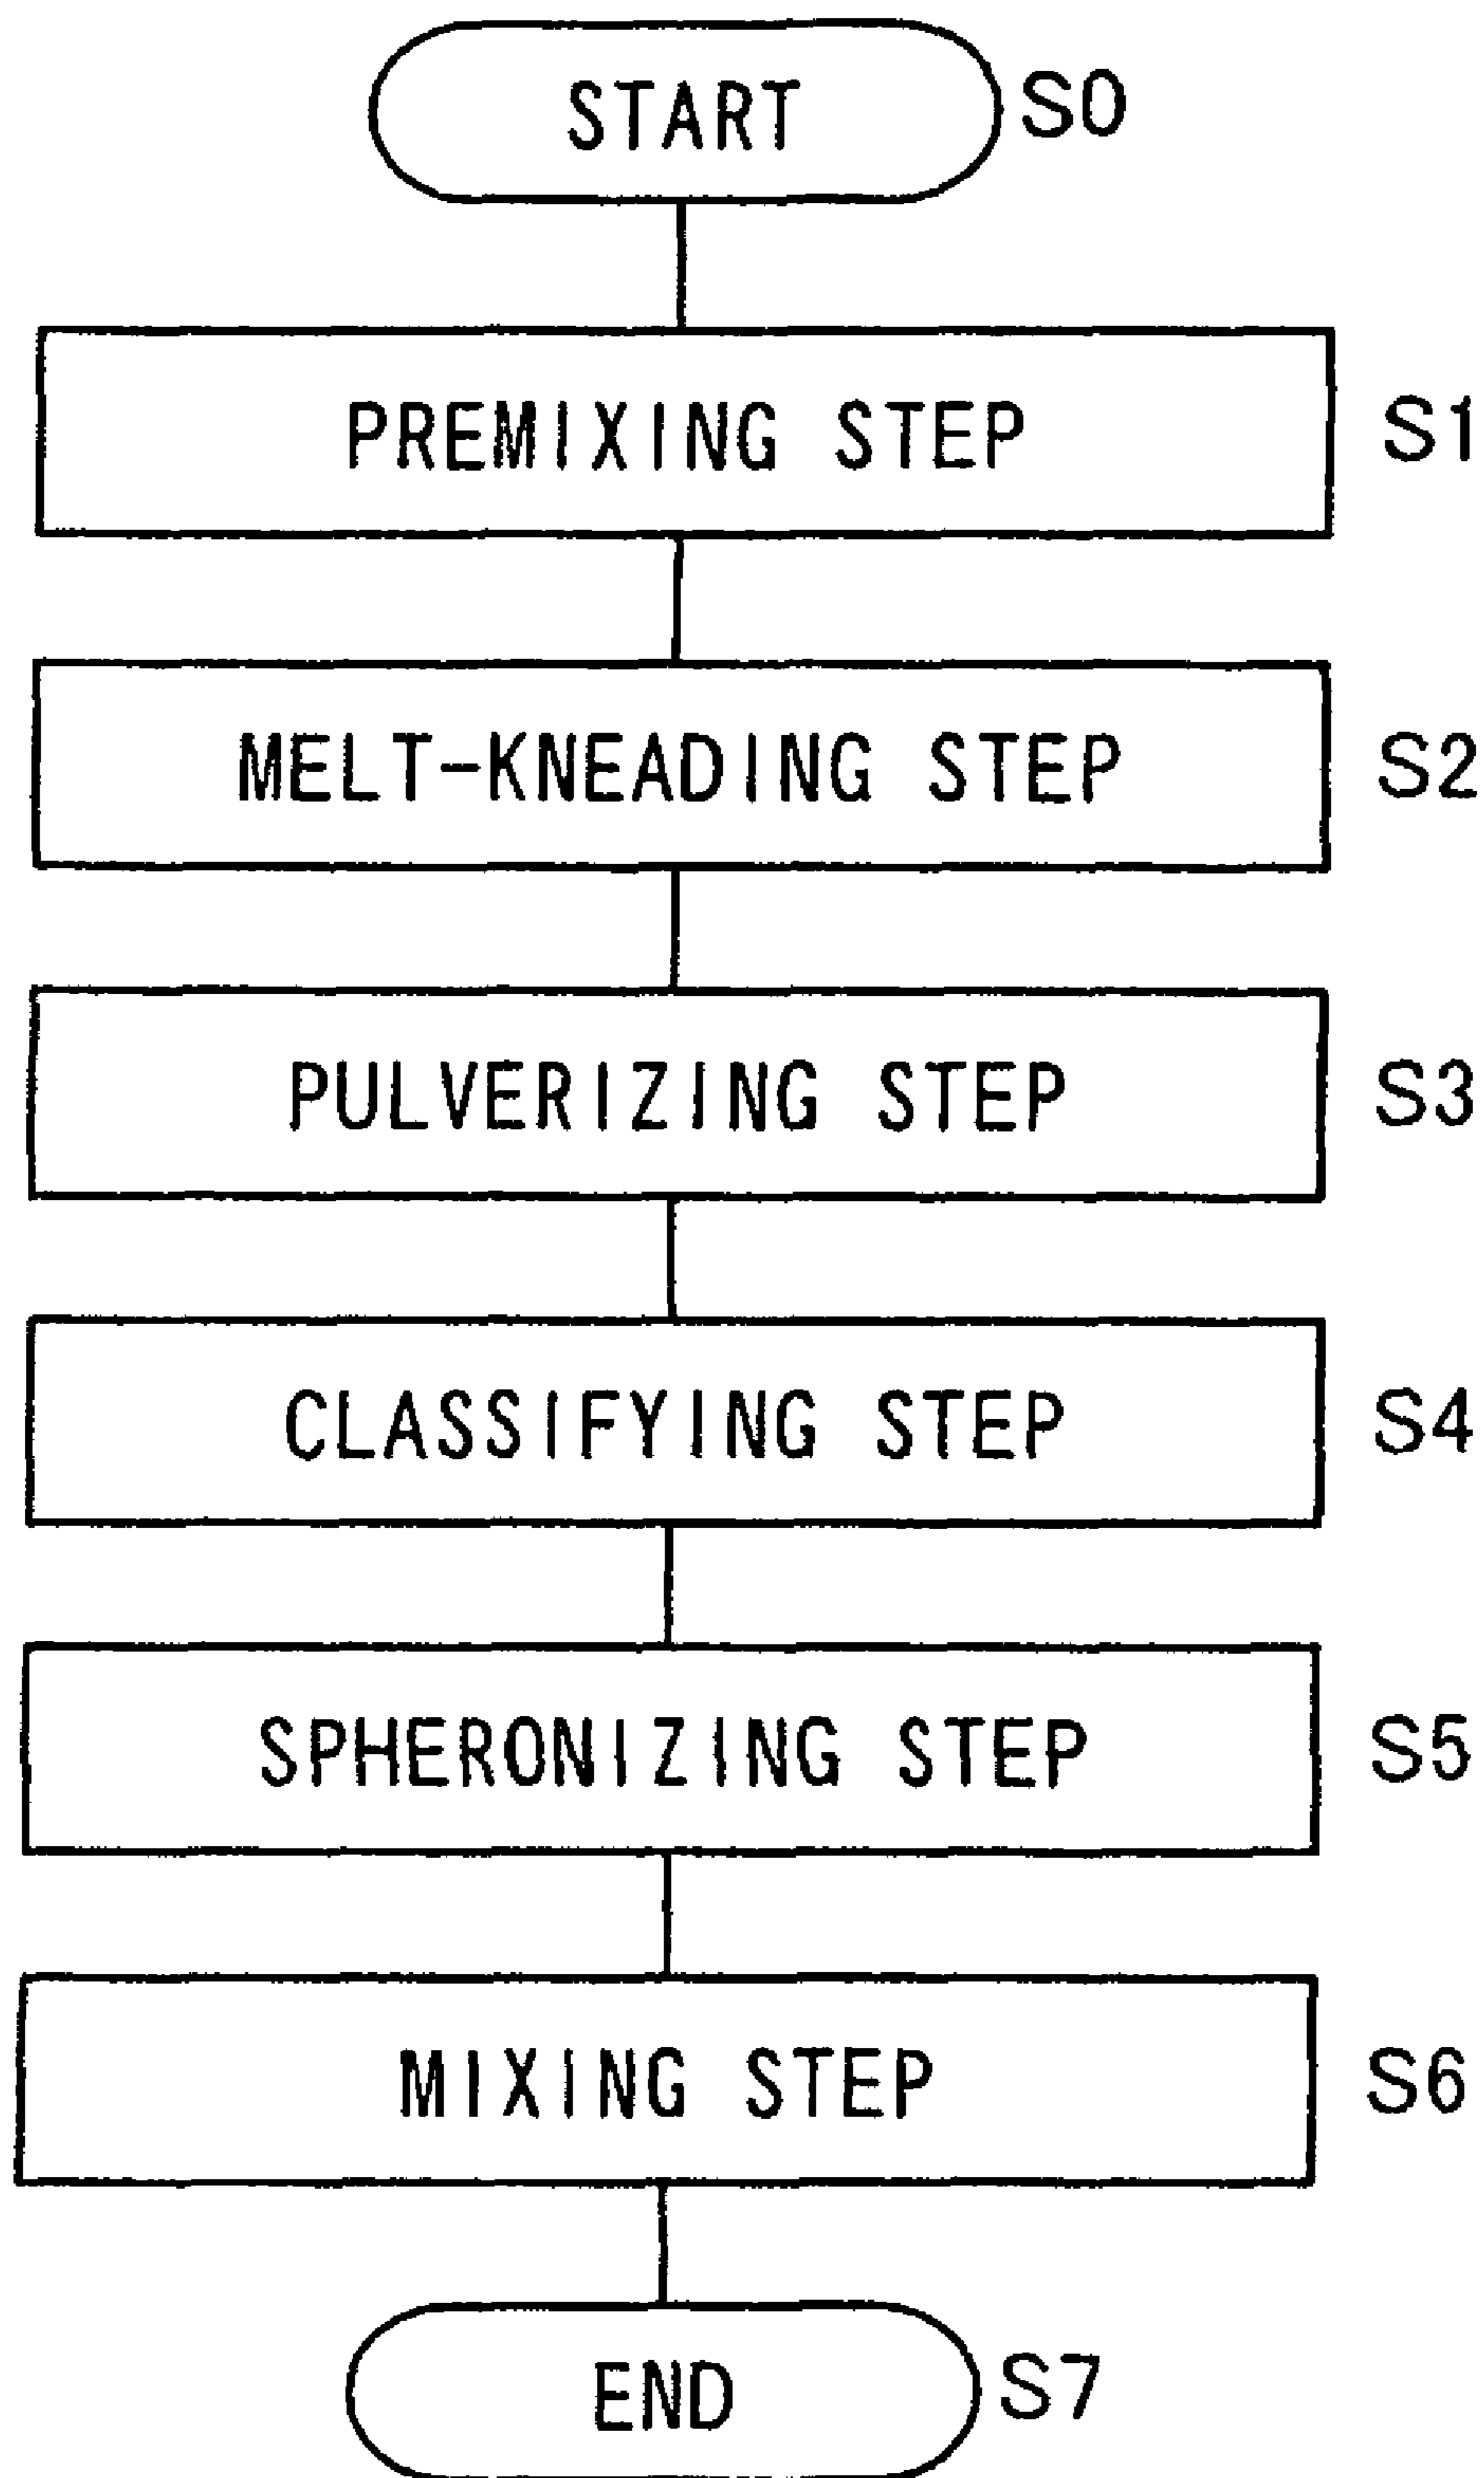 START S0
PREMIXING STEP S1
MELT-KNEADING STEP S2
PULVERIZING STEP S3
CLASSIFYING STEP S4
SPHERONIZING STEP S5
MIXING STEP S6
END S7